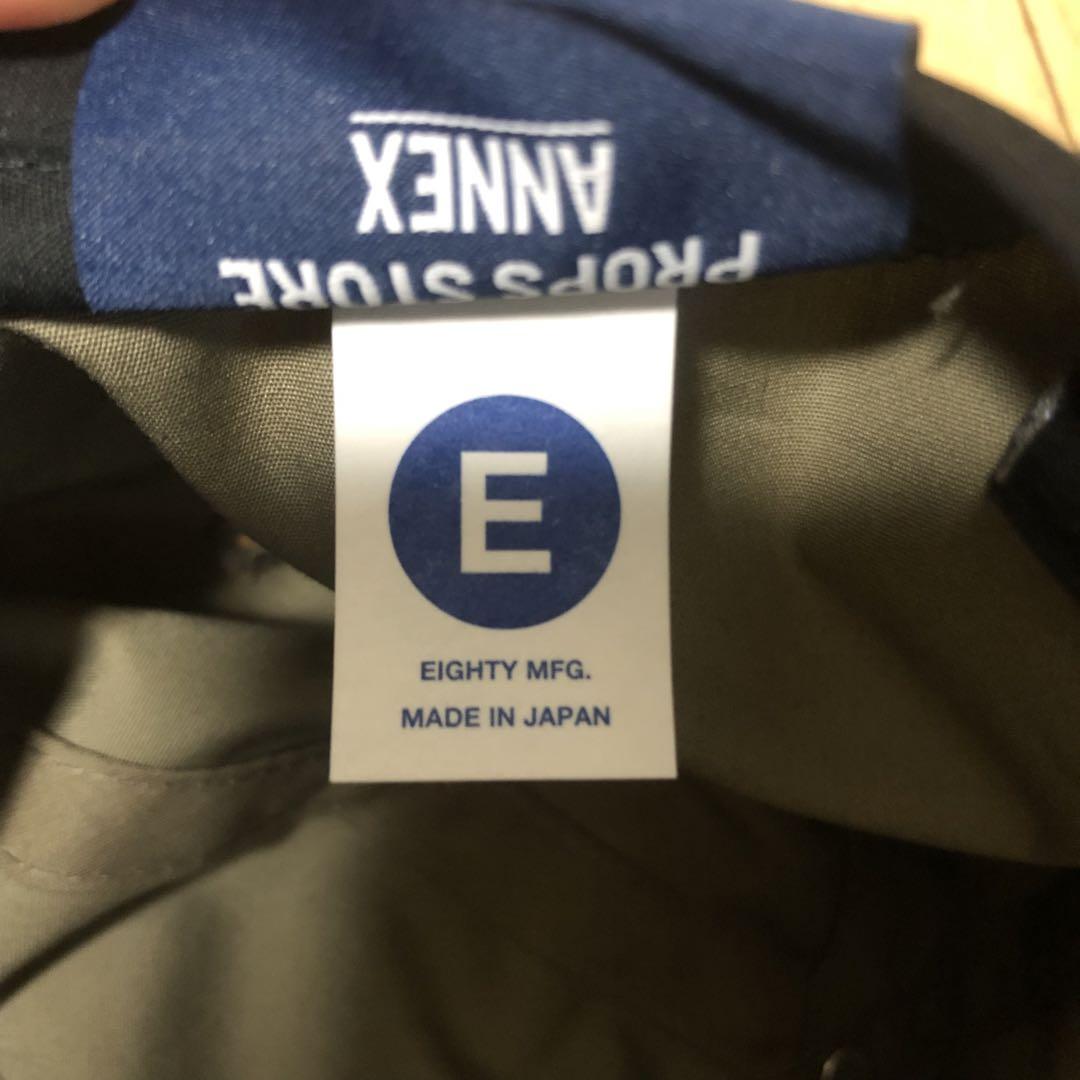 PROPS STORE
ANNEX
E
EIGHTY MFG.
MADE IN JAPAN